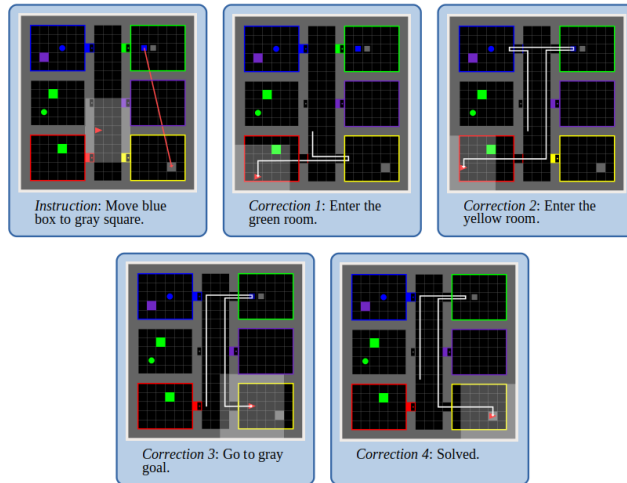 Instruction: Move blue
box to gray square.
Correction 1: Enter the
green room.
Correction 2: Enter the
yellow room.
Correction 3: Go to gray
goal.
Correction 4: Solved.